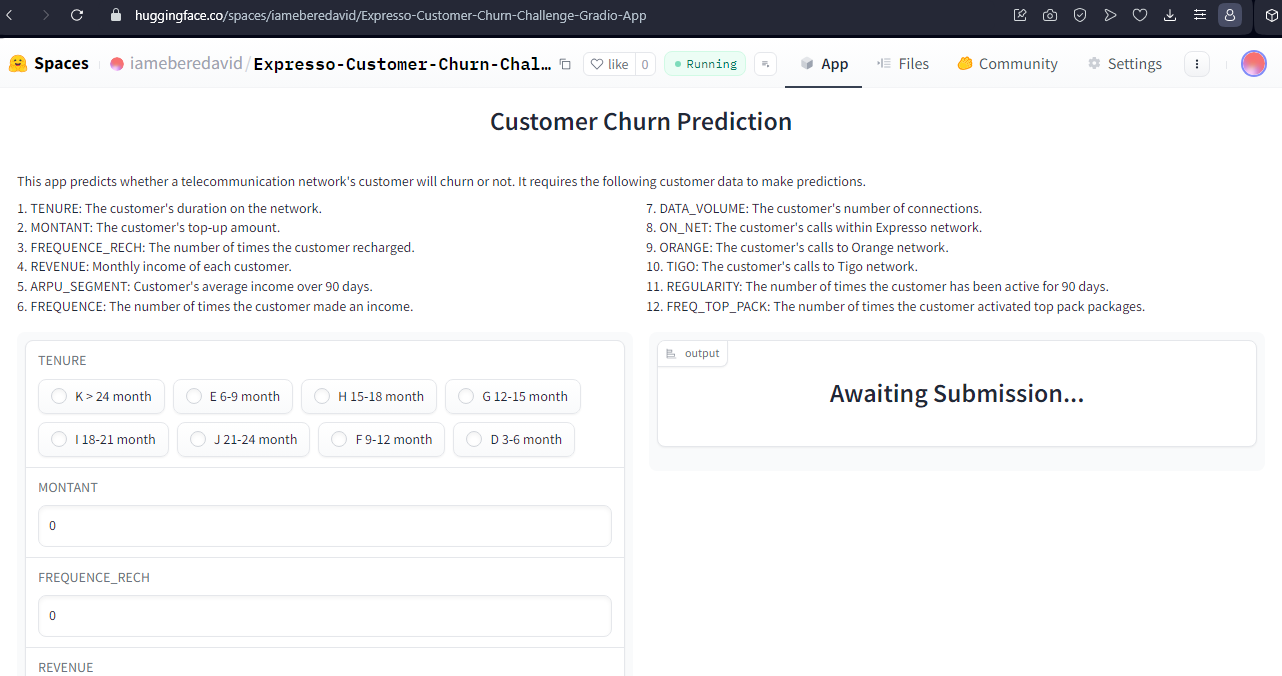 huggingface.co/spaces/iameberedavid/Expresso-Customer-Churn-Challenge-Gradio-App
Spaces iameberedavid/Expresso-Customer-Churn-Chal… like 0 Running App Files Community Settings
Customer Churn Prediction
This app predicts whether a telecommunication network's customer will churn or not. It requires the following customer data to make predictions.
1. TENURE: The customer's duration on the network.
2. MONTANT: The customer's top-up amount.
3. FREQUENCE_RECH: The number of times the customer recharged.
4. REVENUE: Monthly income of each customer.
5. ARPU_SEGMENT: Customer's average income over 90 days.
6. FREQUENCE: The number of times the customer made an income.
7. DATA_VOLUME: The customer's number of connections.
8. ON_NET: The customer's calls within Expresso network.
9. ORANGE: The customer's calls to Orange network.
10. TIGO: The customer's calls to Tigo network.
11. REGULARITY: The number of times the customer has been active for 90 days.
12. FREQ_TOP_PACK: The number of times the customer activated top pack packages.
TENURE
K > 24 month E 6-9 month H 15-18 month G 12-15 month
I 18-21 month J 21-24 month F 9-12 month D 3-6 month
MONTANT
0
FREQUENCE_RECH
0
REVENUE
output
Awaiting Submission...